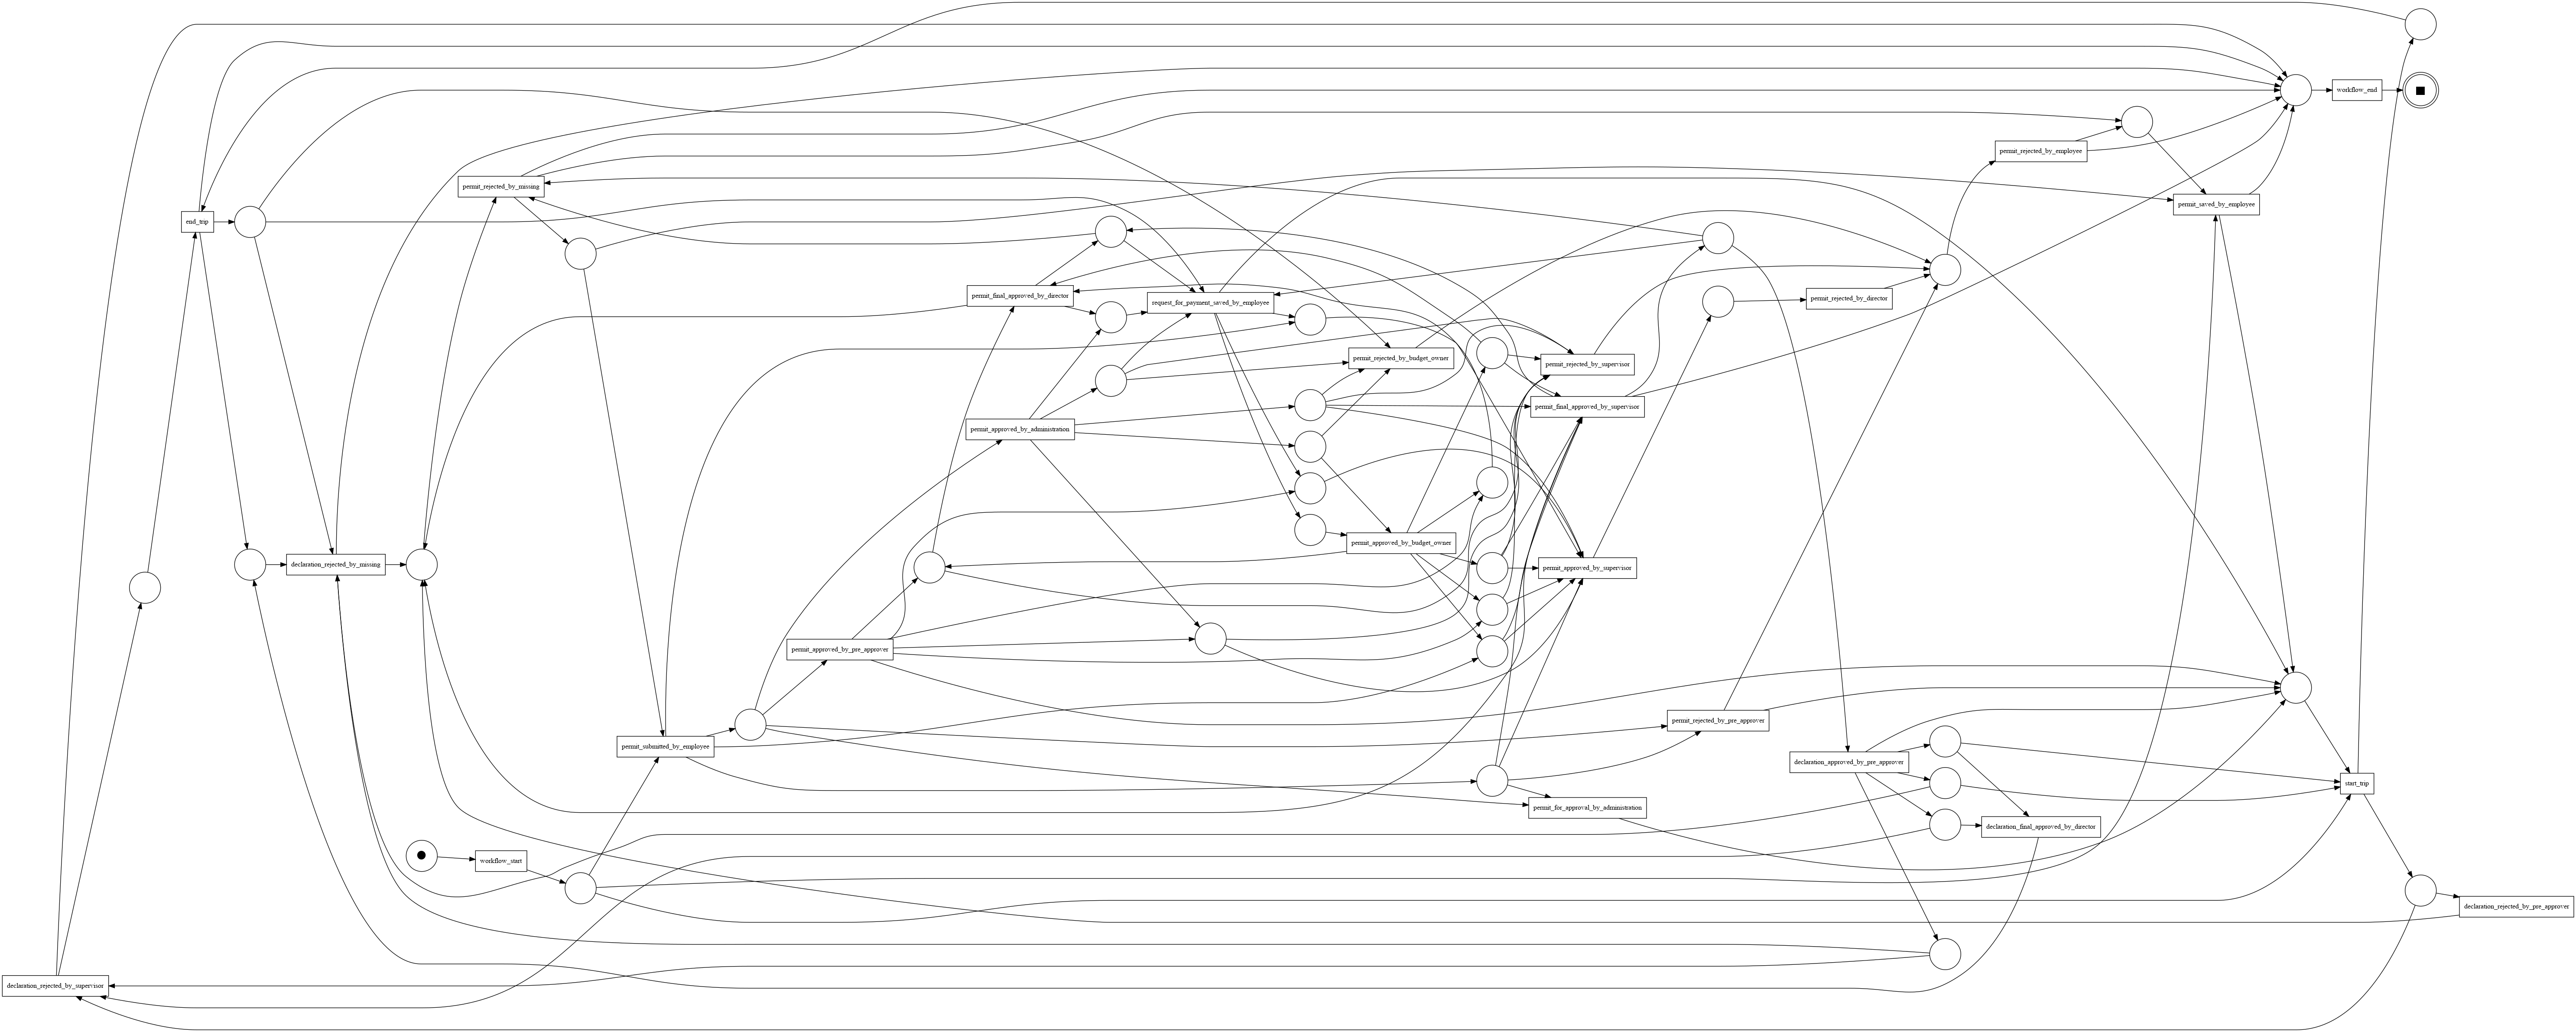 workflow_end
permit_rejected_by_employee
permit_rejected_by_missing
permit_saved_by_employee
end_trip
permit_final_approved_by_director
request_for_payment_saved_by_employee
permit_rejected_by_director
permit_rejected_by_budget_owner
permit_rejected_by_supervisor
permit_final_approved_by_supervisor
permit_approved_by_administration
permit_approved_by_budget_owner
declaration_rejected_by_missing
permit_approved_by_supervisor
permit_approved_by_pre_approver
permit_rejected_by_pre_approver
permit_submitted_by_employee
declaration_approved_by_pre_approver
start_trip
permit_for_approval_by_administration
declaration_final_approved_by_director
workflow_start
declaration_rejected_by_pre_approver
declaration_rejected_by_supervisor